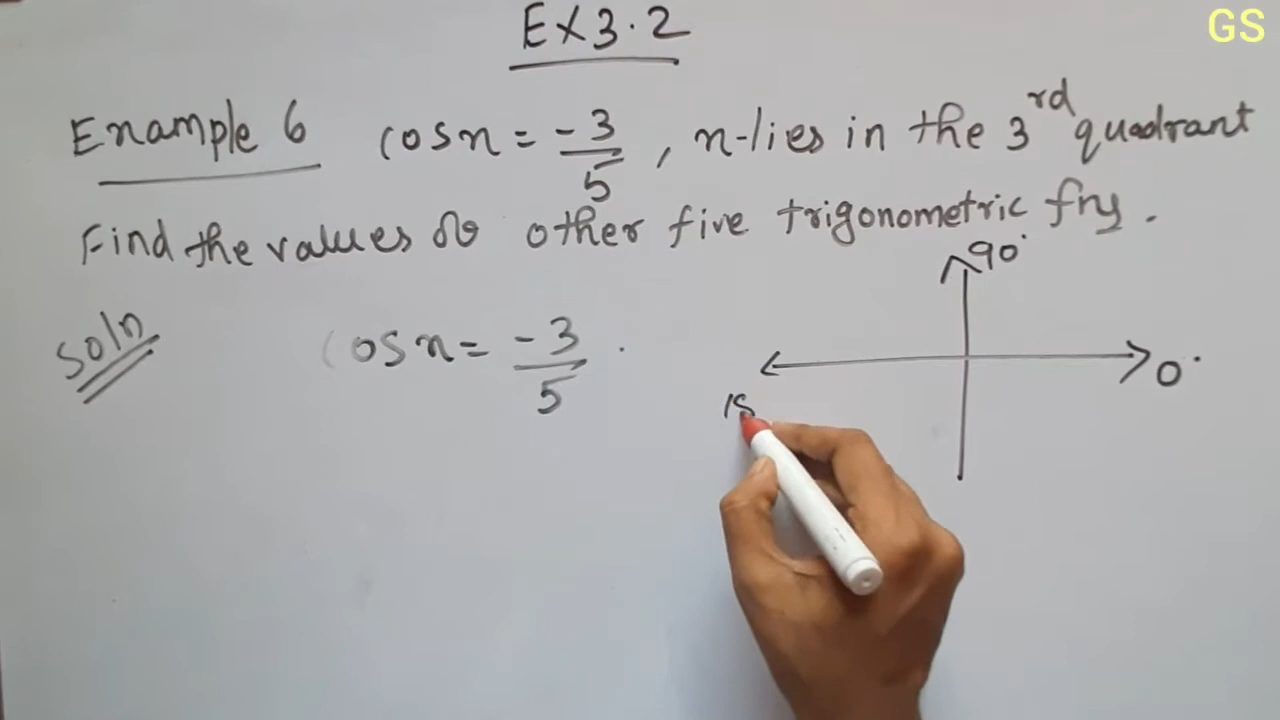 GS
EX 3.2
Example 6 cos x = -3/5, x-lies in the 3rd quadrant
Find the values of other five trigonometric fns.
Soln cos x = -3/5.
90°
0°
18